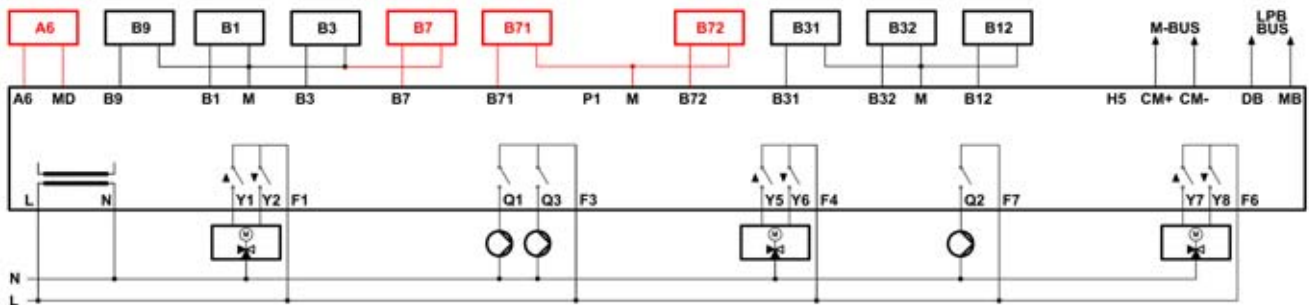 A6 B9 B1 B3 B7 B71 B72 B31 B32 B12 M-BUS LPB BUS
A6 MD B9 B1 M B3 B7 B71 P1 M B72 B31 B32 M B12 H5 CM+ CM- DB MB
L N Y1 Y2 F1 Q1 Q3 F3 Y5 Y6 F4 Q2 F7 Y7 Y8 F6
M M M
N
L